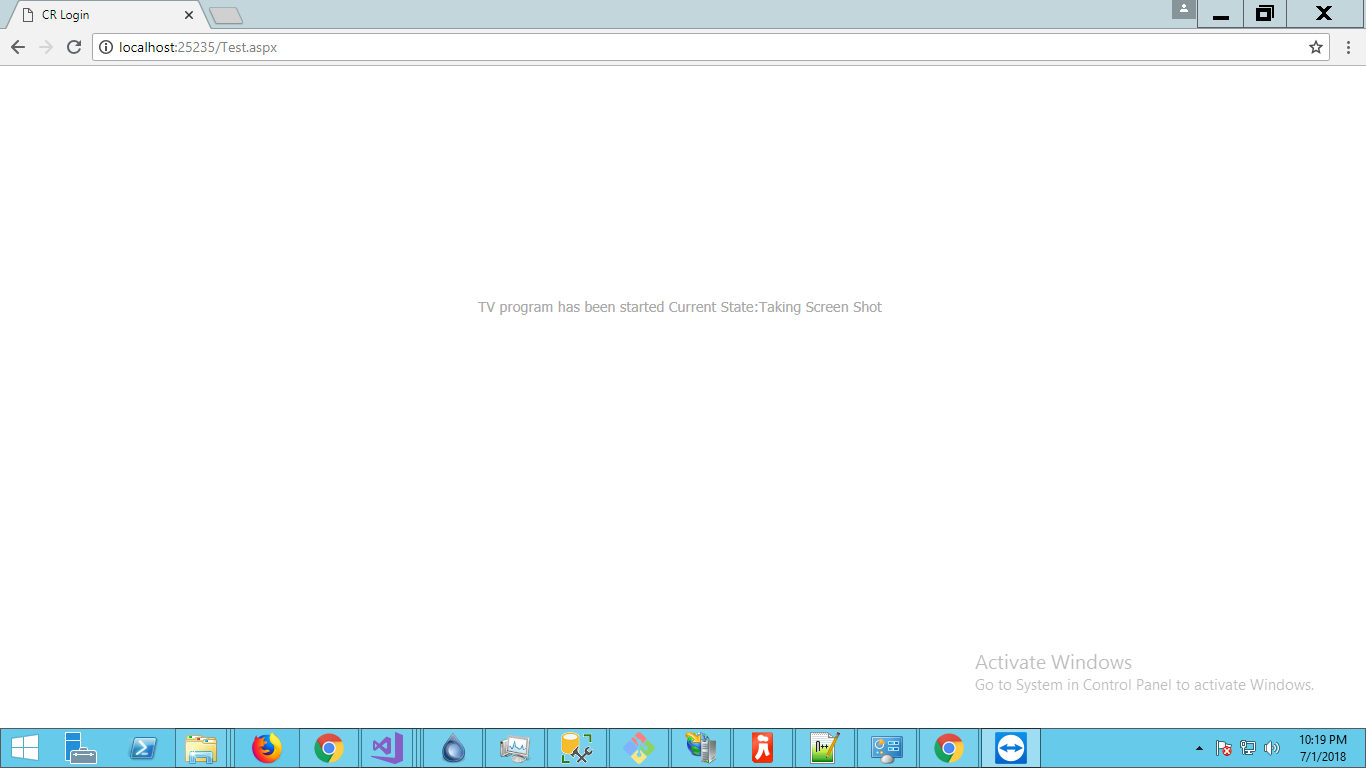 CR Login
localhost:25235/Test.aspx
TV program has been started Current State:Taking Screen Shot
Activate Windows
Go to System in Control Panel to activate Windows.
10:19 PM
7/1/2018